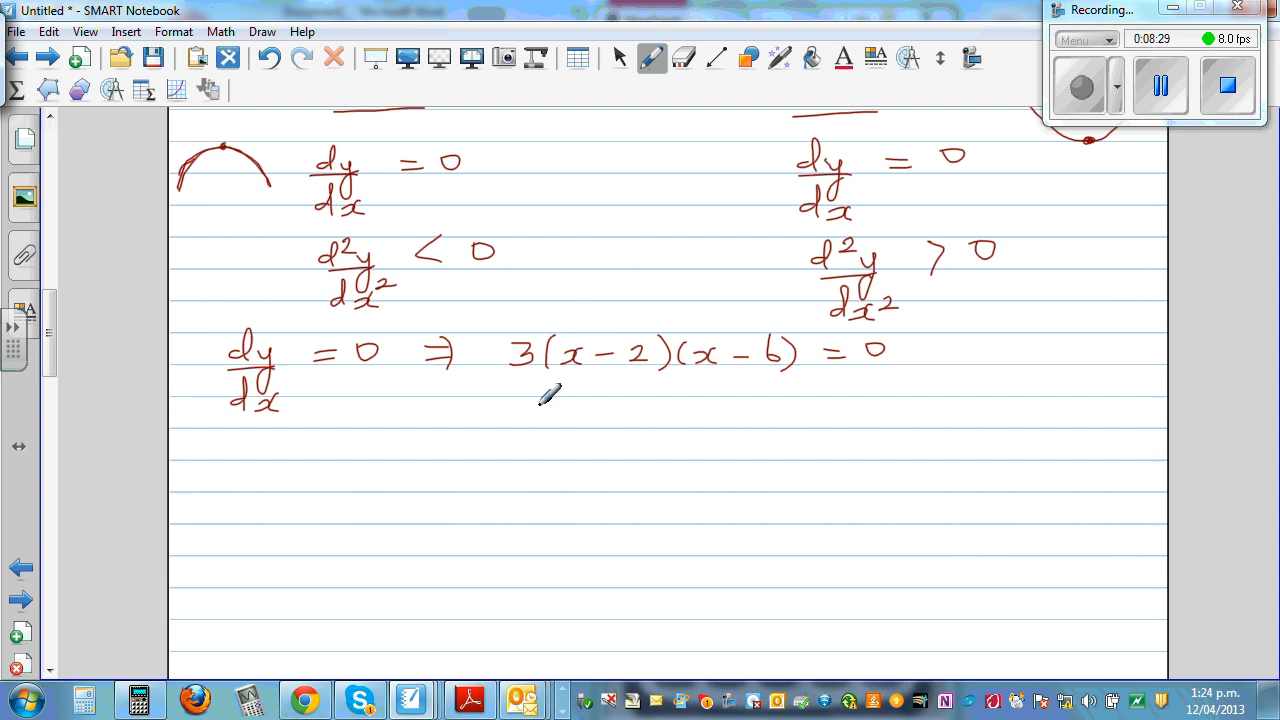 Untitled * - SMART Notebook
File Edit View Insert Format Math Draw Help
Recording...
Menu
0:08:29
8.0 fps
dy/dx = 0
dy/dx = 0
d²y/dx² < 0
d²y/dx² > 0
dy/dx = 0 ⇒ 3(x - 2)(x - 6) = 0
1:24 p.m.
12/04/2013